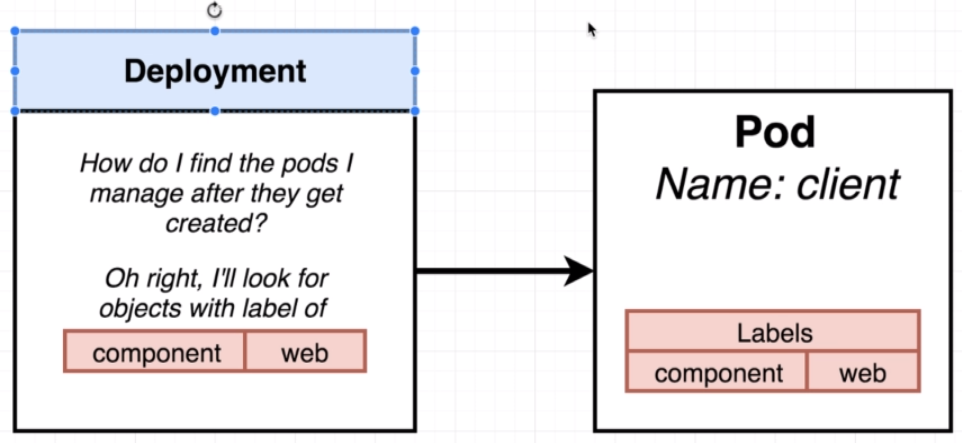 Deployment
How do I find the pods I
manage after they get
created?
Oh right, I'll look for
objects with label of
component web
Pod
Name: client
Labels
component web